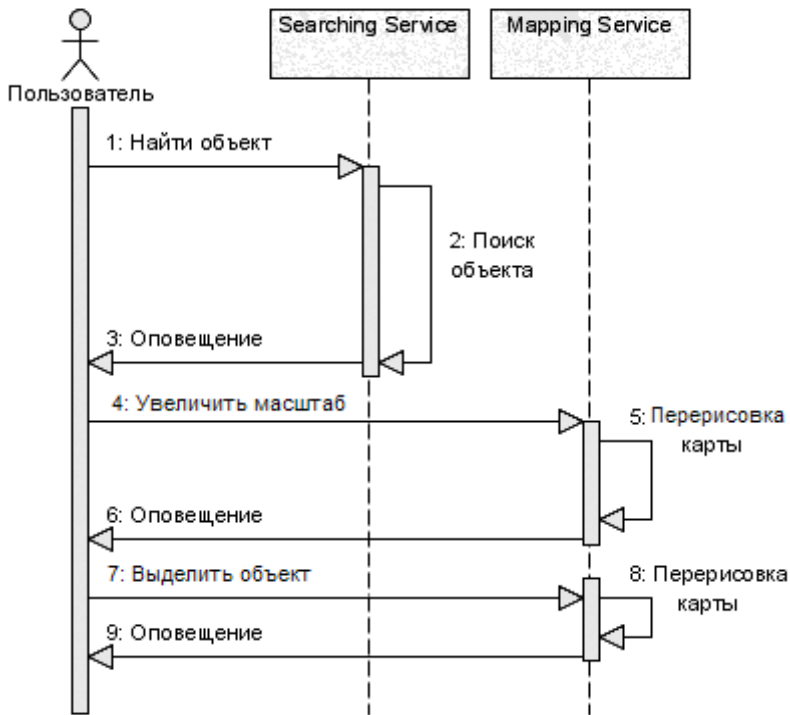 Searching Service
Mapping Service
Пользователь
1: Найти объект
2: Поиск
объекта
3: Оповещение
4: Увеличить масштаб
5: Перерисовка
карты
6: Оповещение
7: Выделить объект
8: Перерисовка
карты
9: Оповещение